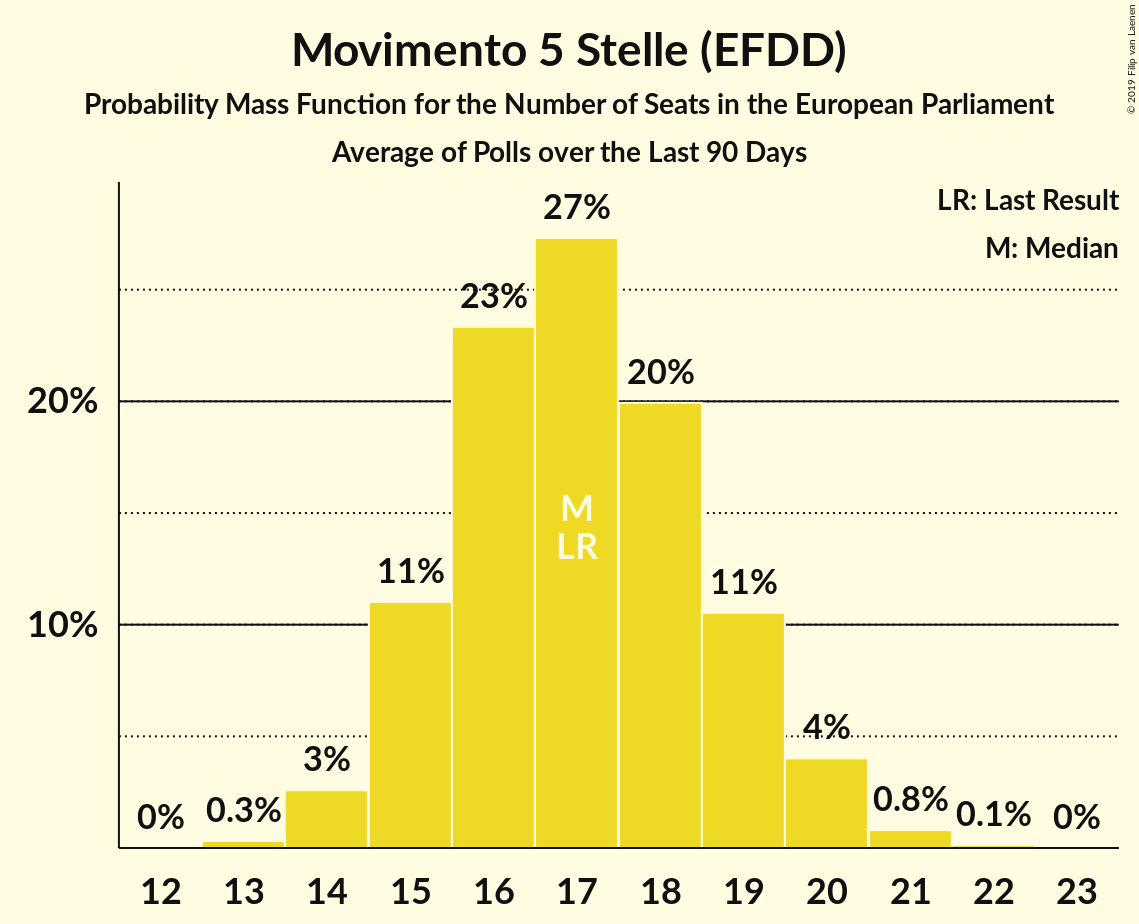 Movimento 5 Stelle (EFDD)
Probability Mass Function for the Number of Seats in the European Parliament
Average of Polls over the Last 90 Days
© 2019 Filip van Laenen
LR: Last Result
M: Median
27%
23%
20%
20%
M
LR
11%
11%
10%
4%
3%
0%
0.3%
0.8%
0.1%
0%
12 13 14 15 16 17 18 19 20 21 22 23